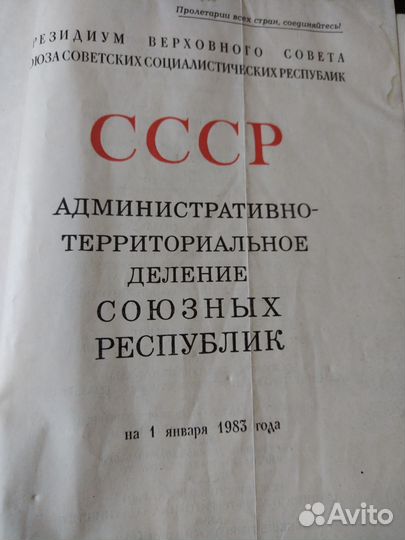 Пролетарии всех стран, соединяйтесь!
РЕЗИДИУМ ВЕРХОВНОГО СОВЕТА
ОЮЗА СОВЕТСКИХ СОЦИАЛИСТИЧЕСКИХ РЕСПУБЛИК
СССР
АДМИНИСТРАТИВНО-
ТЕРРИТОРИАЛЬНОЕ
ДЕЛЕНИЕ
СОЮЗНЫХ
РЕСПУБЛИК
на 1 января 1983 года
Avito